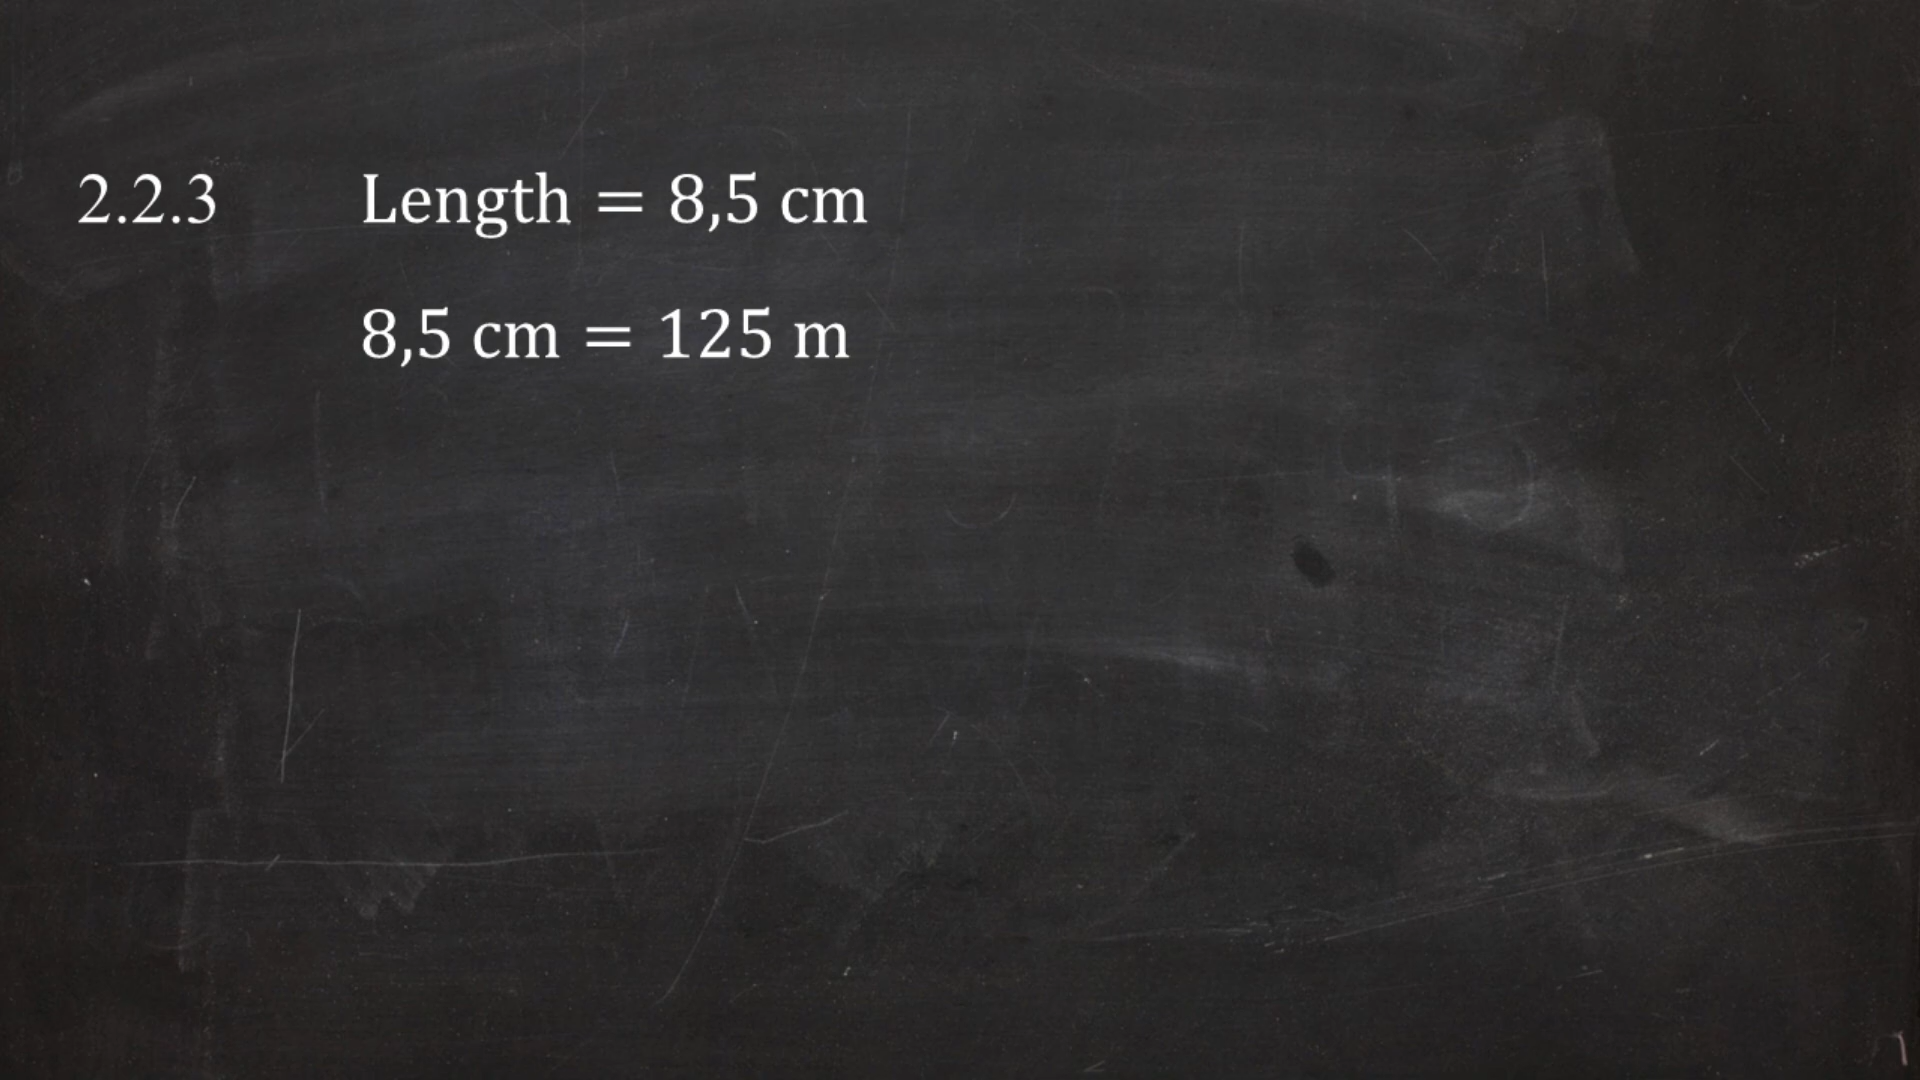 2.2.3 Length = 8,5 cm
8,5 cm = 125 m